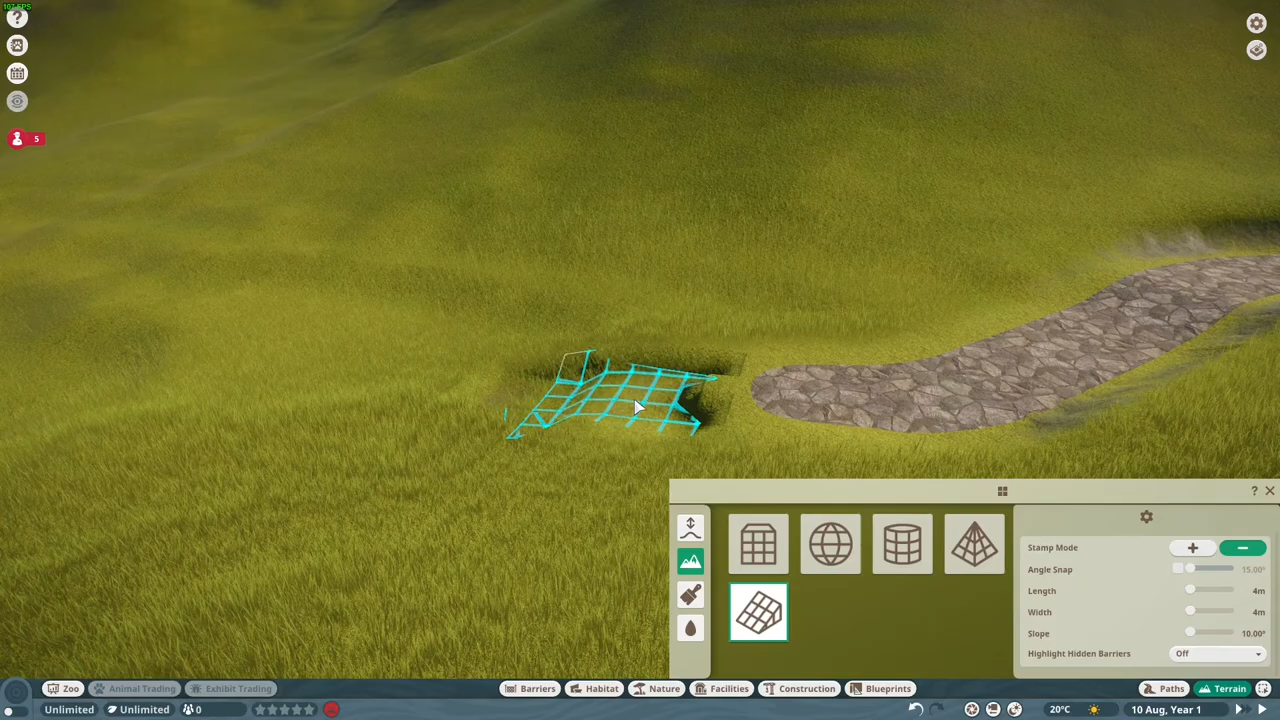 107 FPS
?
5
? ×
Stamp Mode + −
Angle Snap 15.00°
Length 4m
Width 4m
Slope 10.00°
Highlight Hidden Barriers Off
Zoo Animal Trading Exhibit Trading Barriers Habitat Nature Facilities Construction Blueprints Paths Terrain
Unlimited Unlimited 0 20°C 10 Aug, Year 1